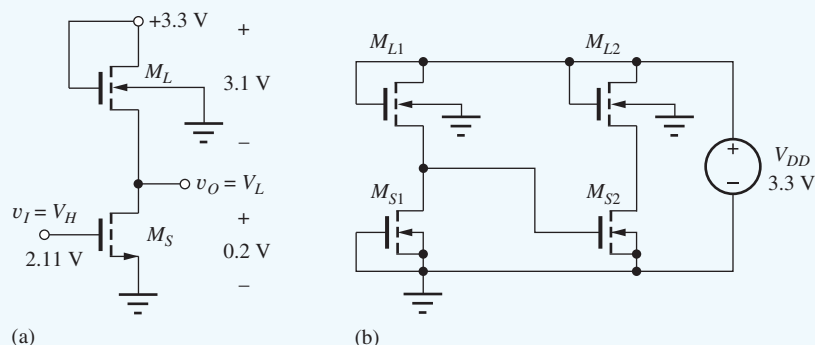 +3.3 V
+
M_L
3.1 V
–
v_O = V_L
v_I = V_H
2.11 V
M_S
+
0.2 V
–
(a)
M_L1
M_L2
M_S1
M_S2
+
–
V_DD
3.3 V
(b)